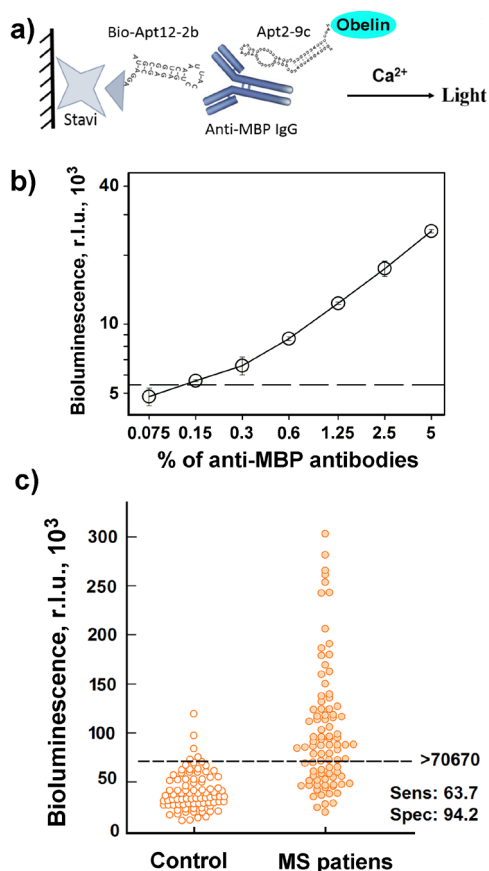 a)
Bio-Apt12-2b
Apt2-9c
Obelin
Stavi
Anti-MBP IgG
Ca²⁺
Light
b)
Bioluminescence, r.l.u., 10³
40
10
5
0.075 0.15 0.3 0.6 1.25 2.5 5
% of anti-MBP antibodies
c)
Bioluminescence, r.l.u., 10³
300
250
200
150
100
50
0
>70670
Sens: 63.7
Spec: 94.2
Control MS patiens